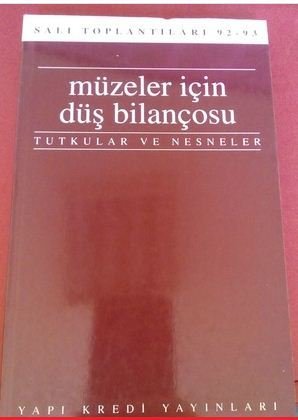 SALI TOPLANTILARI 92-93
müzeler için
düş bilançosu
TUTKULAR VE NESNELER
YAPI KREDİ YAYINLARI